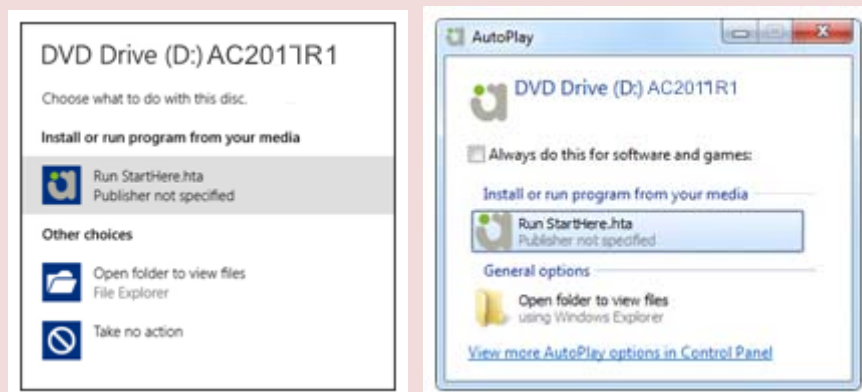 DVD Drive (D:) AC2017R1
Choose what to do with this disc.
Install or run program from your media
Run StartHere.hta
Publisher not specified
Other choices
Open folder to view files
File Explorer
Take no action
AutoPlay
DVD Drive (D:) AC2017R1
Always do this for software and games:
Install or run program from your media
Run StartHere.hta
Publisher not specified
General options
Open folder to view files
using Windows Explorer
View more AutoPlay options in Control Panel